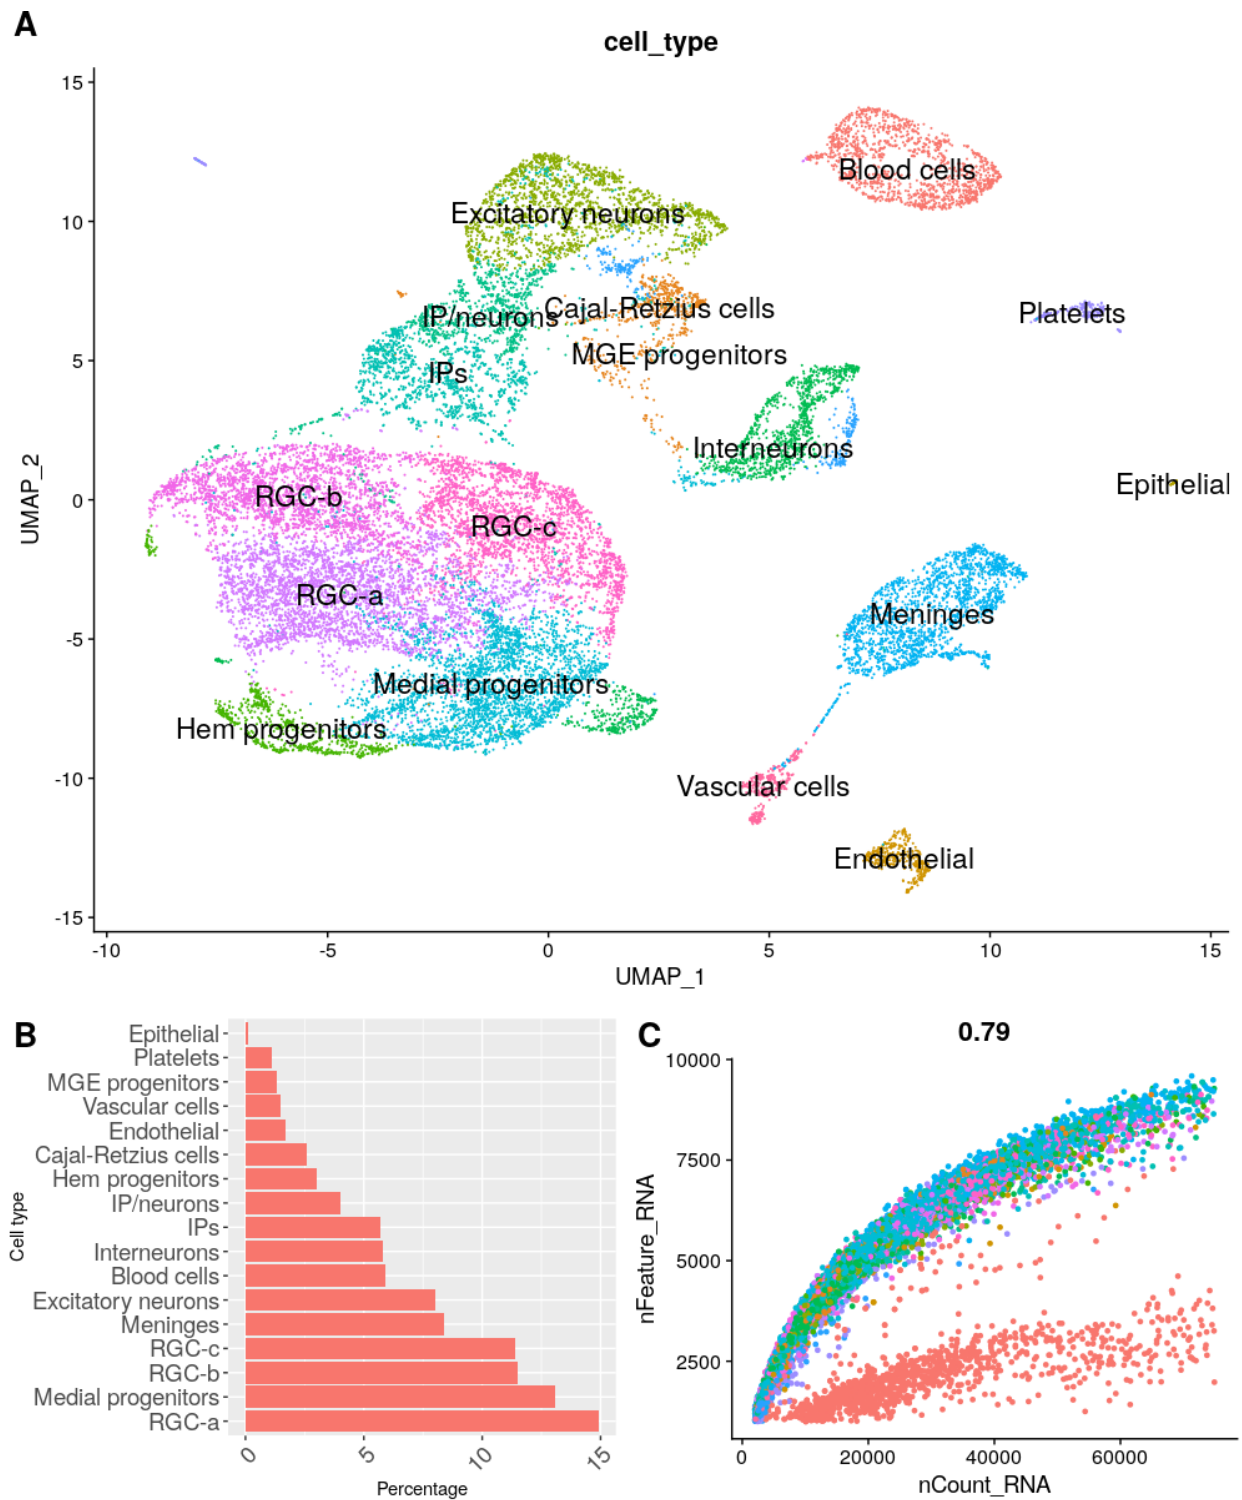 A
cell_type
15
10
5
0
-5
-10
-15
UMAP_2
Blood cells
Excitatory neurons
Cajal-Retzius cells
IP/neurons
Platelets
MGE progenitors
IPs
Interneurons
Epithelial
RGC-b
RGC-c
RGC-a
Meninges
Medial progenitors
Hem progenitors
Vascular cells
Endothelial
-10 -5 0 5 10 15
UMAP_1
B
Cell type
Epithelial
Platelets
MGE progenitors
Vascular cells
Endothelial
Cajal-Retzius cells
Hem progenitors
IP/neurons
IPs
Interneurons
Blood cells
Excitatory neurons
Meninges
RGC-c
RGC-b
Medial progenitors
RGC-a
0 5 10 15
Percentage
C
0.79
10000
7500
5000
2500
nFeature_RNA
0 20000 40000 60000
nCount_RNA